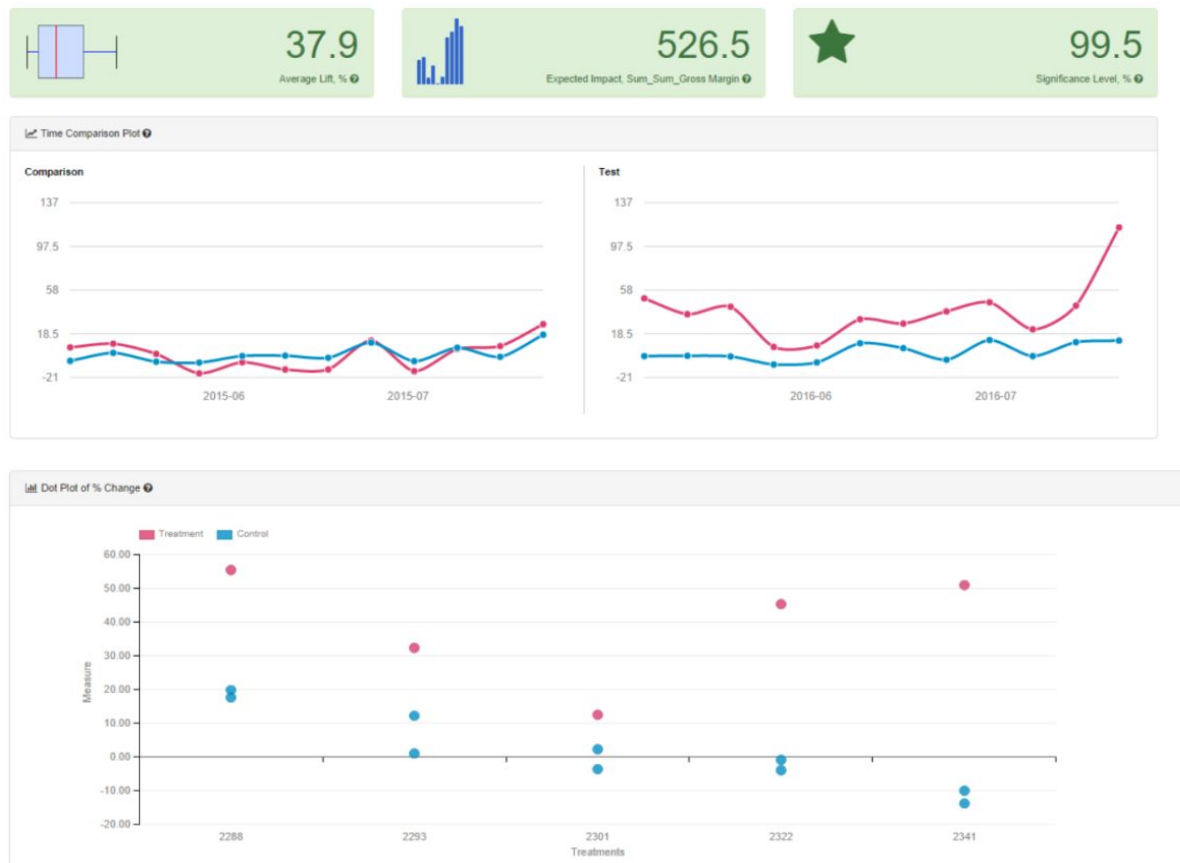 37.9
Average Lift, %
526.5
Expected Impact, Sum_Sum_Gross Margin
99.5
Significance Level, %
Time Comparison Plot
Comparison
137
97.5
58
18.5
-21
2015-06 2015-07
Test
137
97.5
58
18.5
-21
2016-06 2016-07
Dot Plot of % Change
Treatment Control
60.00
50.00
40.00
30.00
20.00
10.00
0.00
-10.00
-20.00
Measure
2288 2293 2301 2322 2341
Treatments